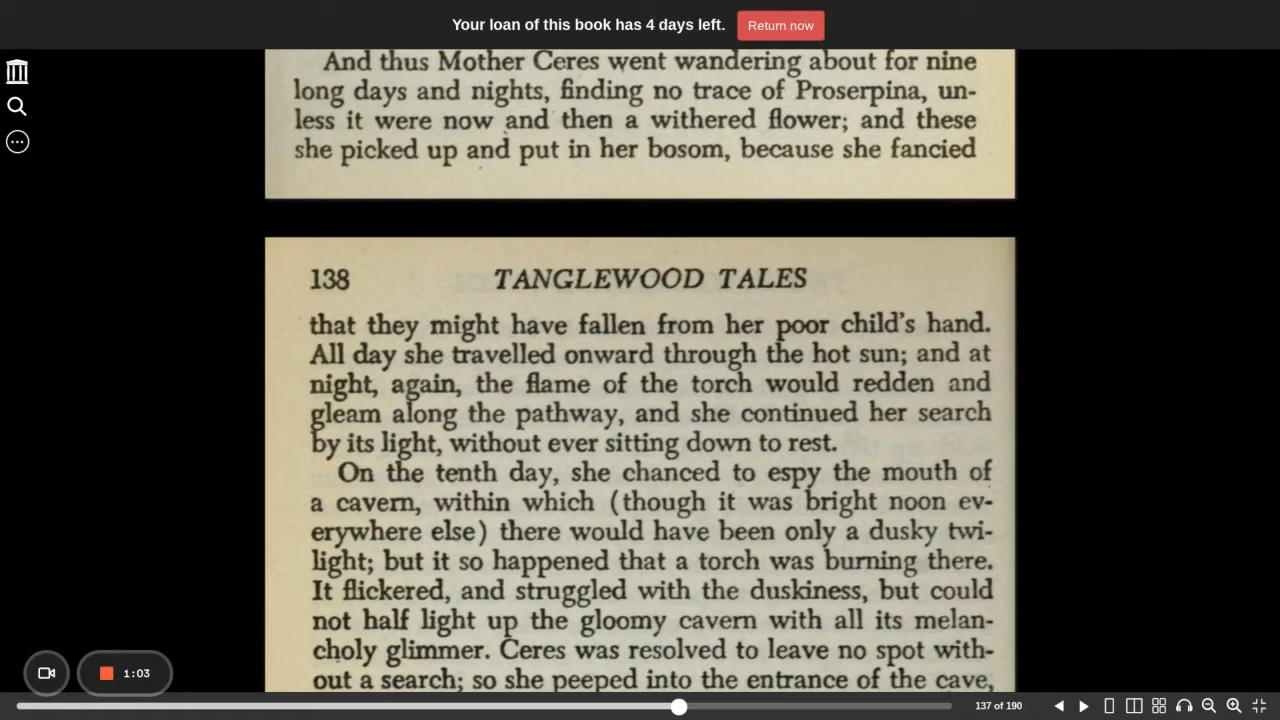 Your loan of this book has 4 days left. Return now
And thus Mother Ceres went wandering about for nine
long days and nights, finding no trace of Proserpina, un-
less it were now and then a withered flower; and these
she picked up and put in her bosom, because she fancied
138 TANGLEWOOD TALES
that they might have fallen from her poor child's hand.
All day she travelled onward through the hot sun; and at
night, again, the flame of the torch would redden and
gleam along the pathway, and she continued her search
by its light, without ever sitting down to rest.
On the tenth day, she chanced to espy the mouth of
a cavern, within which (though it was bright noon ev-
erywhere else) there would have been only a dusky twi-
light; but it so happened that a torch was burning there.
It flickered, and struggled with the duskiness, but could
not half light up the gloomy cavern with all its melan-
choly glimmer. Ceres was resolved to leave no spot with-
out a search; so she peeped into the entrance of the cave,
1:03
137 of 190